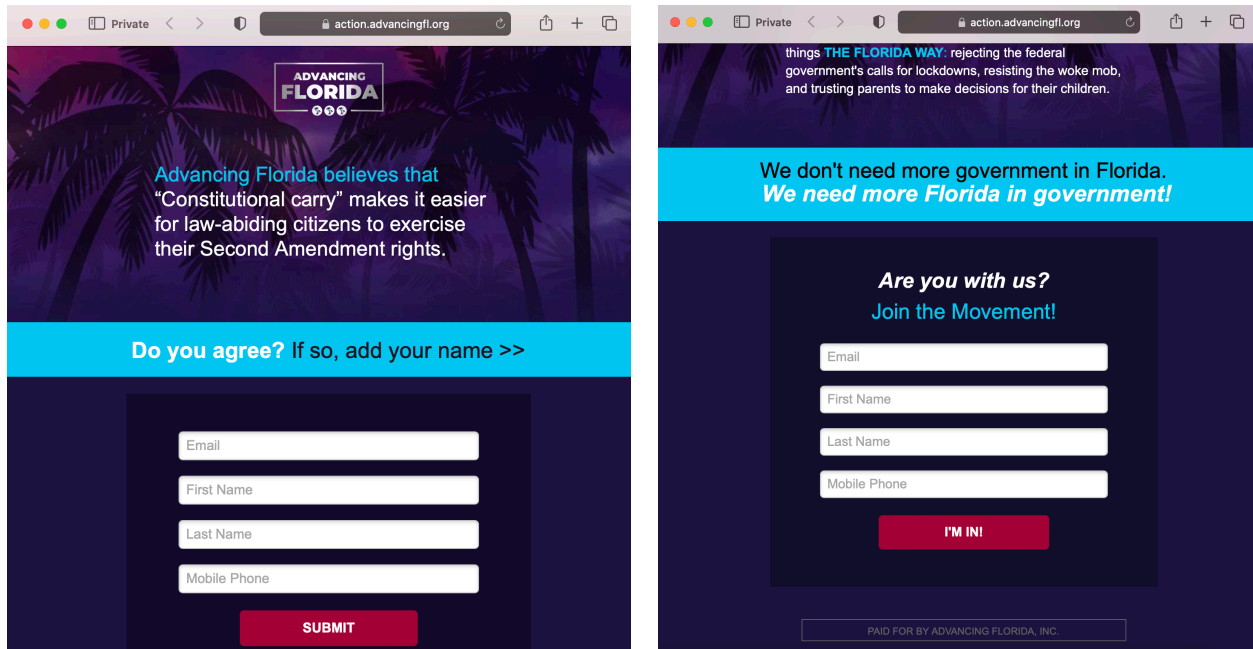 Private
action.advancingfl.org
ADVANCING
FLORIDA
Advancing Florida believes that
“Constitutional carry” makes it easier
for law-abiding citizens to exercise
their Second Amendment rights.
Do you agree? If so, add your name >>
Email
First Name
Last Name
Mobile Phone
SUBMIT
Private
action.advancingfl.org
things THE FLORIDA WAY: rejecting the federal
government's calls for lockdowns, resisting the woke mob,
and trusting parents to make decisions for their children.
We don't need more government in Florida.
We need more Florida in government!
Are you with us?
Join the Movement!
Email
First Name
Last Name
Mobile Phone
I'M IN!
PAID FOR BY ADVANCING FLORIDA, INC.